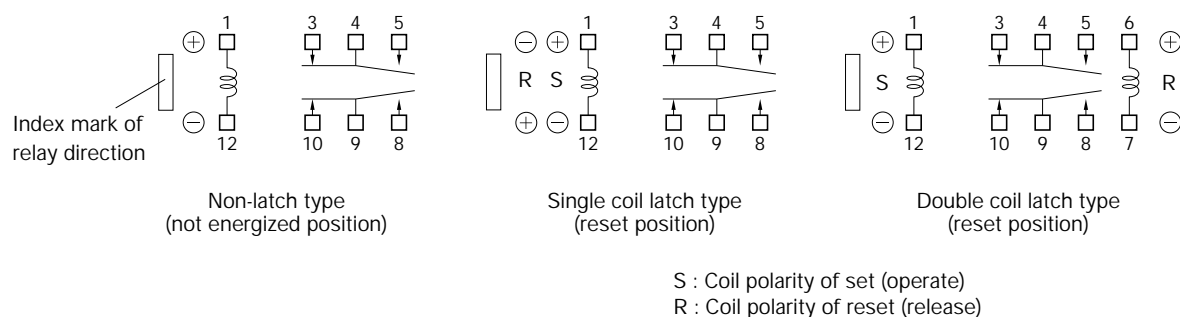 1 3 4 5 1 3 4 5 1 3 4 5 6
+ − + + +
R S S R
− + − − −
12 10 9 8 12 10 9 8 12 10 9 8 7
Index mark of
relay direction
Non-latch type
(not energized position)
Single coil latch type
(reset position)
Double coil latch type
(reset position)
S : Coil polarity of set (operate)
R : Coil polarity of reset (release)